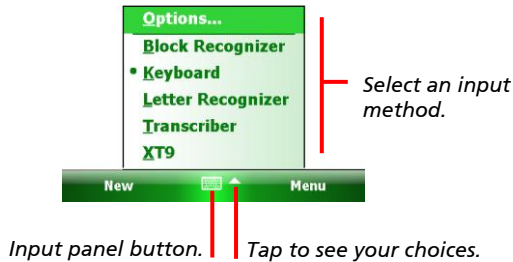 Options...
Block Recognizer
• Keyboard
Letter Recognizer
Transcriber
XT9
Select an input
method.
New Menu
Input panel button. Tap to see your choices.